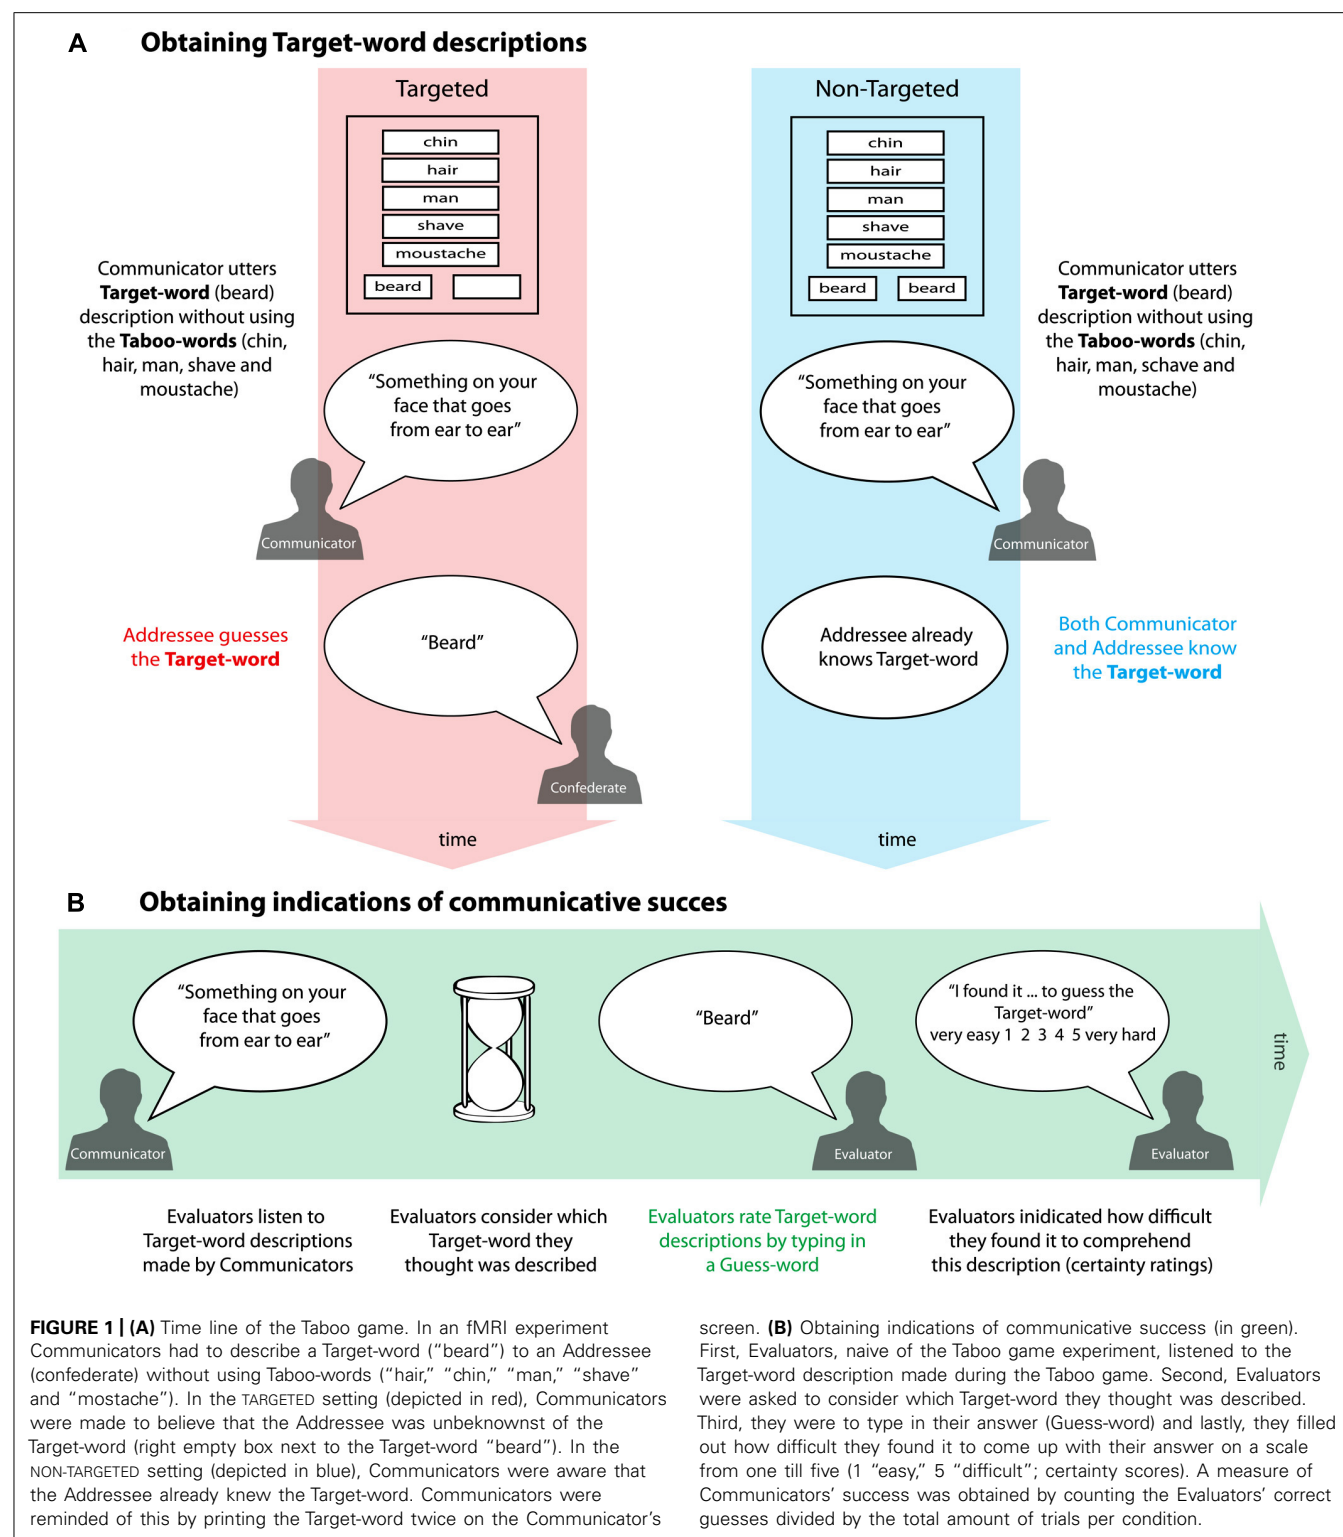 A Obtaining Target-word descriptions
Targeted
chin
hair
man
shave
moustache
beard
Communicator utters
Target-word (beard)
description without using
the Taboo-words (chin,
hair, man, shave and
moustache)
“Something on your
face that goes
from ear to ear”
Communicator
Addressee guesses
the Target-word
“Beard”
Confederate
time
Non-Targeted
chin
hair
man
shave
moustache
beard beard
Communicator utters
Target-word (beard)
description without using
the Taboo-words (chin,
hair, man, schave and
moustache)
“Something on your
face that goes
from ear to ear”
Communicator
Addressee already
knows Target-word
Both Communicator
and Addressee know
the Target-word
time
B Obtaining indications of communicative succes
“Something on your
face that goes
from ear to ear”
Communicator
“Beard”
Evaluator
“I found it ... to guess the
Target-word”
very easy 1 2 3 4 5 very hard
Evaluator
time
Evaluators listen to
Target-word descriptions
made by Communicators
Evaluators consider which
Target-word they
thought was described
Evaluators rate Target-word
descriptions by typing in
a Guess-word
Evaluators inidicated how difficult
they found it to comprehend
this description (certainty ratings)
FIGURE 1 | (A) Time line of the Taboo game. In an fMRI experiment
Communicators had to describe a Target-word (“beard”) to an Addressee
(confederate) without using Taboo-words (“hair,” “chin,” “man,” “shave”
and “mostache”). In the TARGETED setting (depicted in red), Communicators
were made to believe that the Addressee was unbeknownst of the
Target-word (right empty box next to the Target-word “beard”). In the
NON-TARGETED setting (depicted in blue), Communicators were aware that
the Addressee already knew the Target-word. Communicators were
reminded of this by printing the Target-word twice on the Communicator’s
screen. (B) Obtaining indications of communicative success (in green).
First, Evaluators, naive of the Taboo game experiment, listened to the
Target-word description made during the Taboo game. Second, Evaluators
were asked to consider which Target-word they thought was described.
Third, they were to type in their answer (Guess-word) and lastly, they filled
out how difficult they found it to come up with their answer on a scale
from one till five (1 “easy,” 5 “difficult”; certainty scores). A measure of
Communicators’ success was obtained by counting the Evaluators’ correct
guesses divided by the total amount of trials per condition.